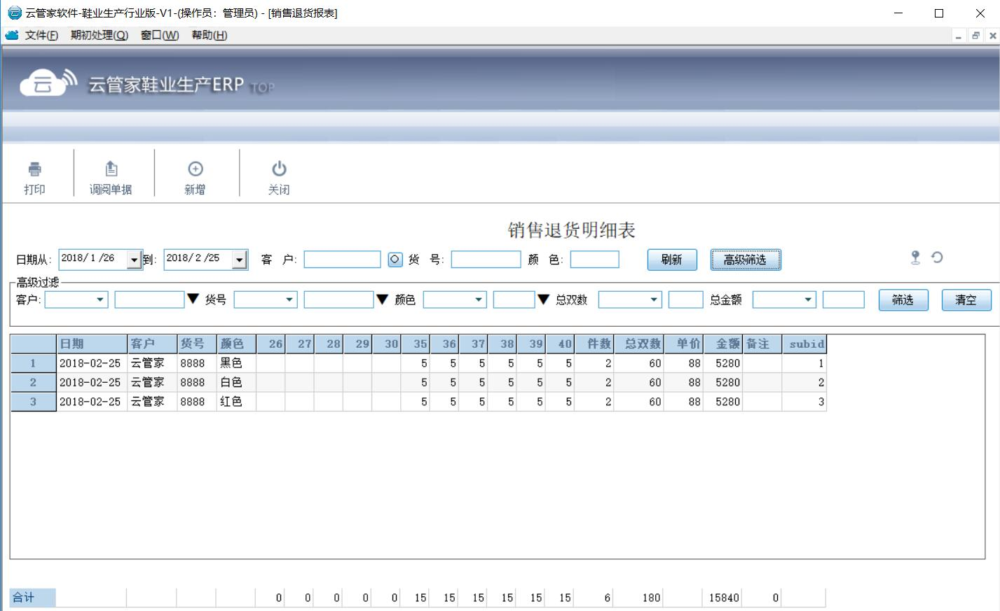 云管家软件-鞋业生产行业版-V1-(操作员：管理员) - [销售退货报表]
文件(F) 期初处理(Q) 窗口(W) 帮助(H)
云 云管家鞋业生产ERP TOP
打印 调阅单据 新增 关闭
销售退货明细表
日期从: 2018/ 1 /26 到: 2018/ 2 /25 客 户: 货 号: 颜 色: 刷新 高级筛选
高级过滤
客户: 货号 颜色 总双数 总金额 筛选 清空
日期 客户 货号 颜色 26 27 28 29 30 35 36 37 38 39 40 件数 总双数 单价 金额 备注 subid
1 2018-02-25 云管家 8888 黑色 5 5 5 5 5 5 2 60 88 5280 1
2 2018-02-25 云管家 8888 白色 5 5 5 5 5 5 2 60 88 5280 2
3 2018-02-25 云管家 8888 红色 5 5 5 5 5 5 2 60 88 5280 3
合计 0 0 0 0 0 15 15 15 15 15 15 6 180 15840 0